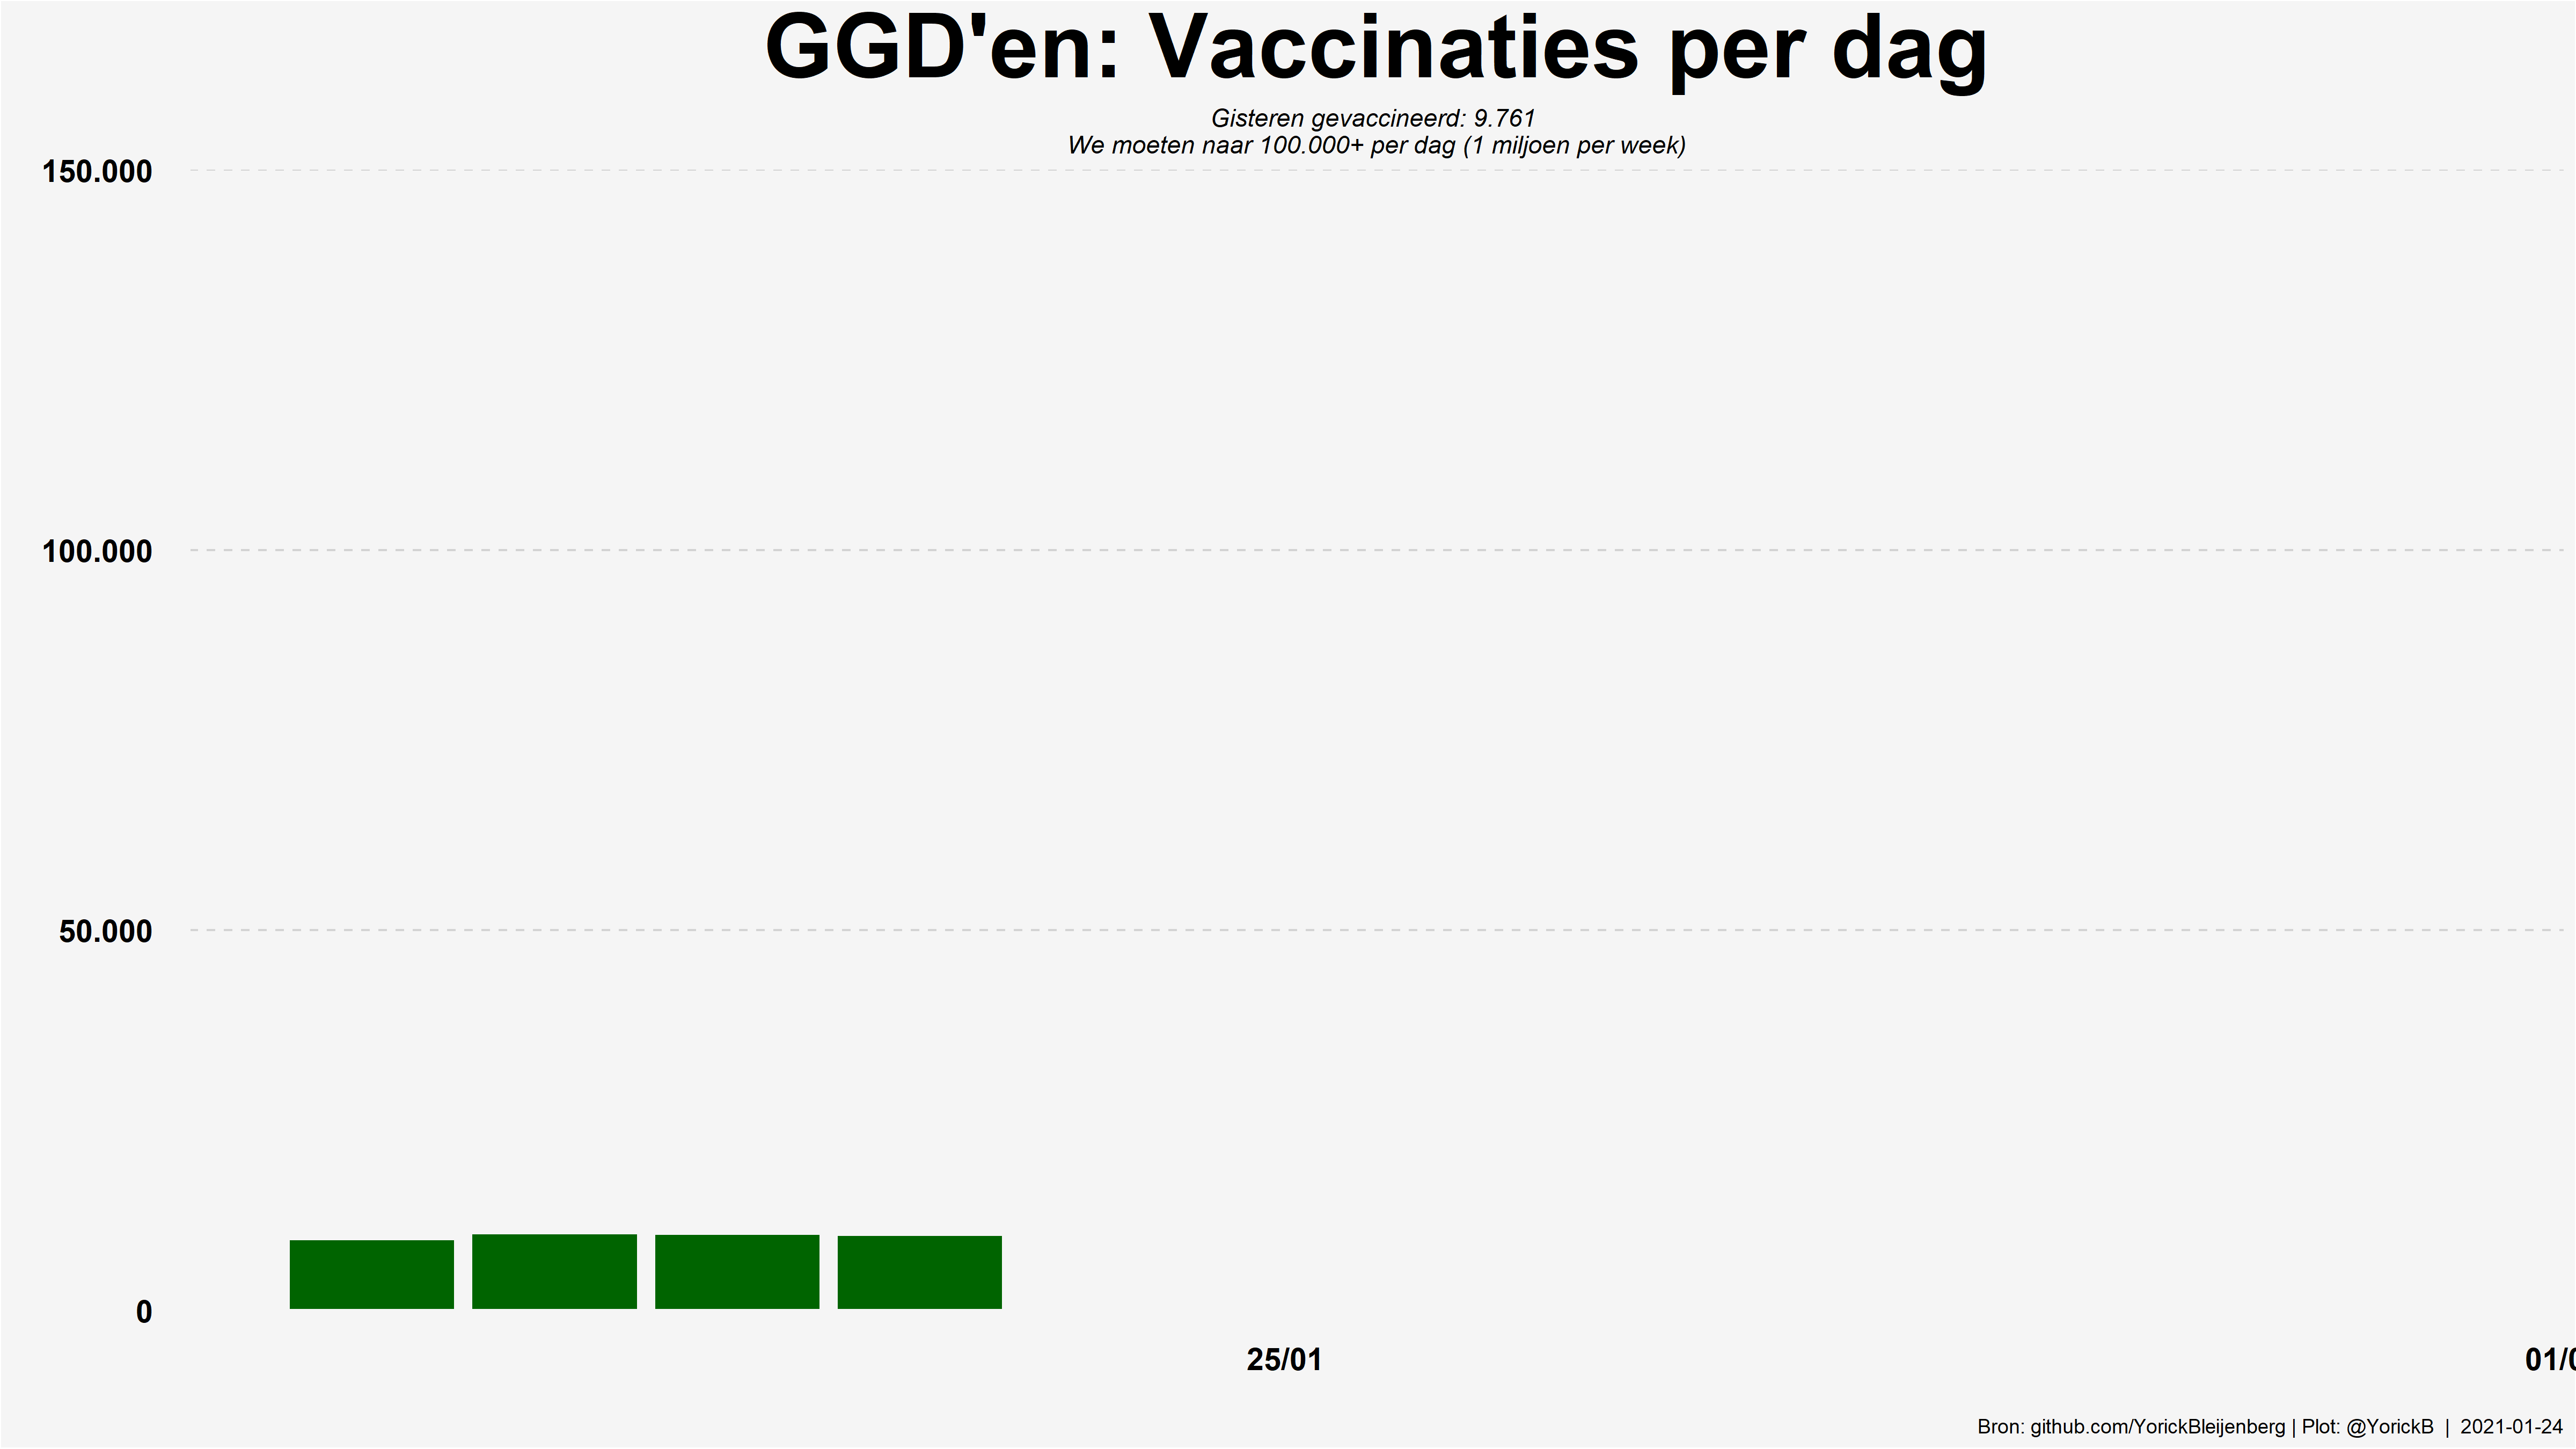 GGD'en: Vaccinaties per dag
Gisteren gevaccineerd: 9.761
We moeten naar 100.000+ per dag (1 miljoen per week)
150.000
100.000
50.000
0
25/01
01/0
Bron: github.com/YorickBleijenberg | Plot: @YorickB | 2021-01-24